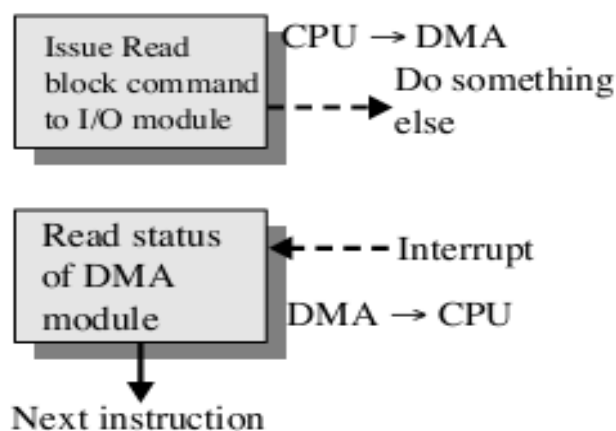 Issue Read
block command
to I/O module
CPU → DMA
Do something
else
Read status
of DMA
module
Interrupt
DMA → CPU
Next instruction